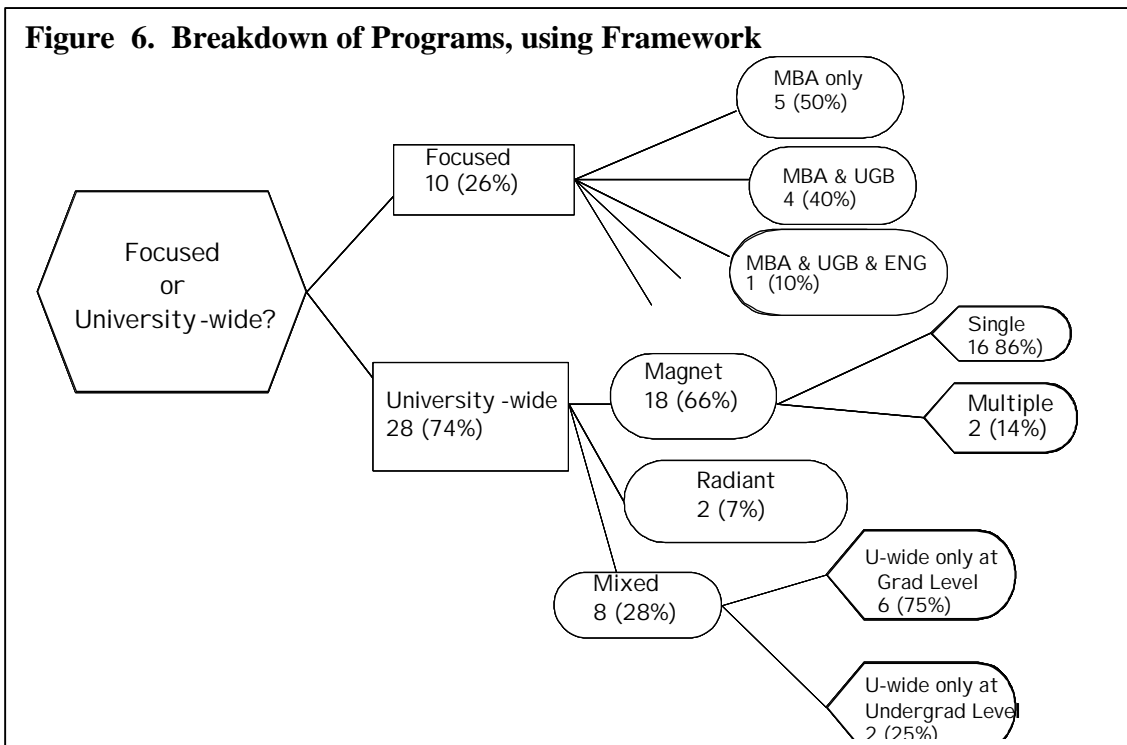 Figure 6. Breakdown of Programs, using Framework
MBA only
5 (50%)
Focused
10 (26%)
MBA & UGB
4 (40%)
MBA & UGB & ENG
1 (10%)
Focused
or
University -wide?
Single
16 86%)
Magnet
18 (66%)
University -wide
28 (74%)
Multiple
2 (14%)
Radiant
2 (7%)
Mixed
8 (28%)
U-wide only at
Grad Level
6 (75%)
U-wide only at
Undergrad Level
2 (25%)